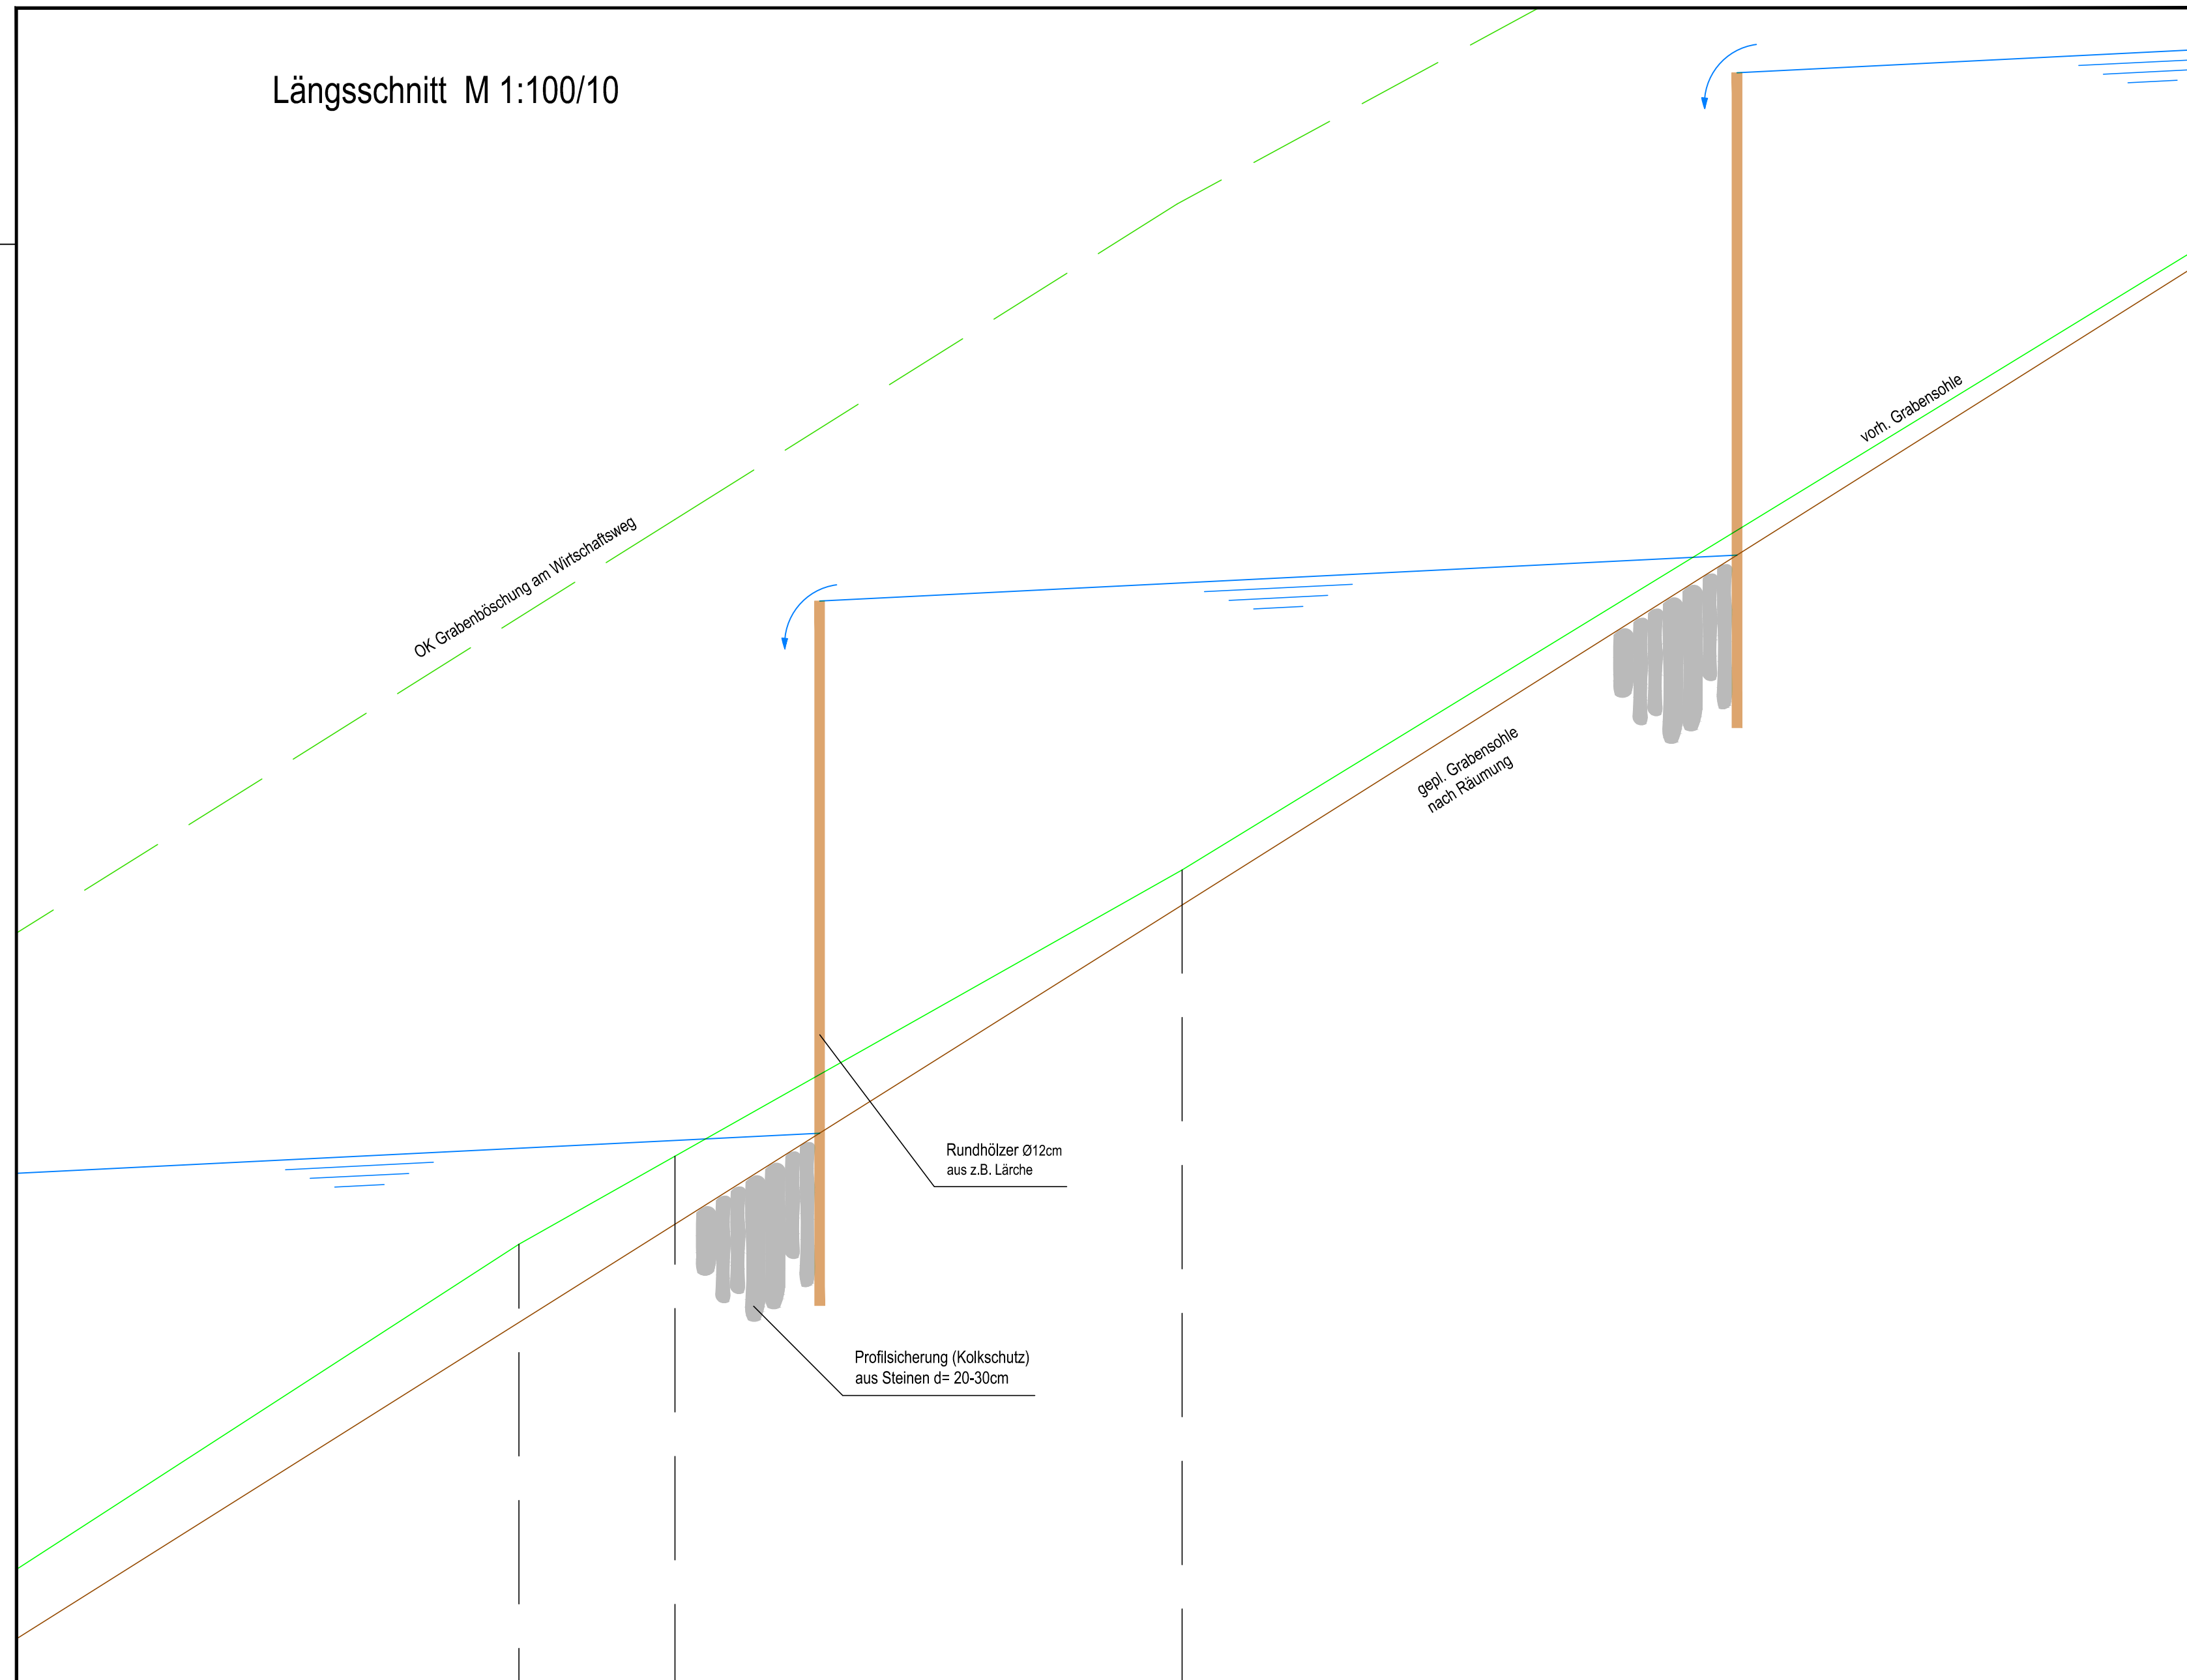 Längsschnitt M 1:100/10
OK Grabenböschung am Wirtschaftsweg
vorh. Grabensohle
gepl. Grabensohle
nach Räumung
Rundhölzer Ø12cm
aus z.B. Lärche
Profilsicherung (Kolkschutz)
aus Steinen d= 20-30cm